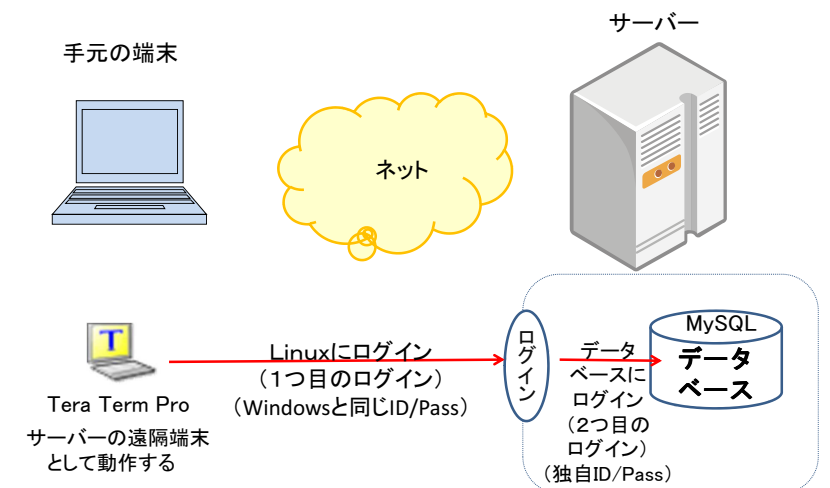 サーバー
手元の端末
ネット
T
Tera Term Pro
サーバーの遠隔端末
として動作する
Linuxにログイン
（１つ目のログイン）
（Windowsと同じID/Pass）
ログイン
データ
ベースに
ログイン
（２つ目の
ログイン）
（独自ID/Pass）
MySQL
データ
ベース